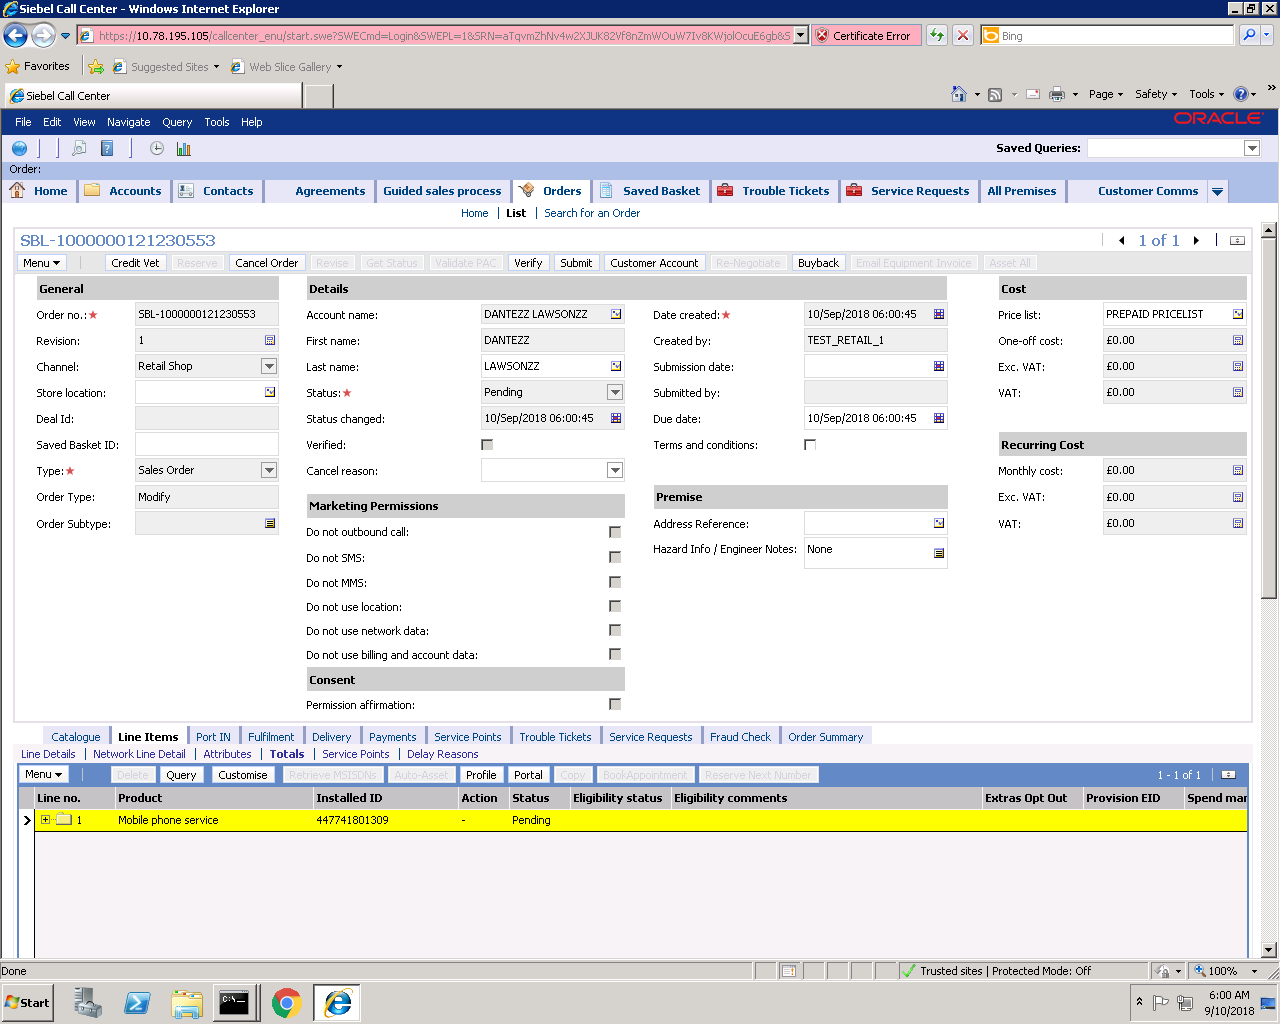 Siebel Call Center - Windows Internet Explorer
https://10.78.195.105/callcenter_enu/start.swe?SWECmd=Login&SWEPL=1&SRN=
Certificate Error
Bing
Favorites
Suggested Sites
Web Slice Gallery
Siebel Call Center
Page
Safety
Tools
File Edit View Navigate Query Tools Help
ORACLE
Saved Queries:
Order:
Home
Accounts
Contacts
Agreements
Guided sales process
Orders
Saved Basket
Trouble Tickets
Service Requests
All Premises
Customer Comms
Home | List | Search for an Order
SBL-1000000121230553
1 of 1
Menu Credit Vet Reserve Cancel Order Revise Get Status Validate PAC Verify Submit Customer Account Re-Negotiate Buyback Email Equipment Invoice Asset All
General
Order no.: SBL-1000000121230553
Revision: 1
Channel: Retail Shop
Store location:
Deal Id:
Saved Basket ID:
Type: Sales Order
Order Type: Modify
Order Subtype:
Details
Account name: DANTEZZ LAWSONZZ
First name: DANTEZZ
Last name: LAWSONZZ
Status: Pending
Status changed: 10/Sep/2018 06:00:45
Verified:
Cancel reason:
Marketing Permissions
Do not outbound call:
Do not SMS:
Do not MMS:
Do not use location:
Do not use network data:
Do not use billing and account data:
Consent
Permission affirmation:
Date created: 10/Sep/2018 06:00:45
Created by: TEST_RETAIL_1
Submission date:
Submitted by:
Due date: 10/Sep/2018 06:00:45
Terms and conditions:
Premise
Address Reference:
Hazard Info / Engineer Notes: None
Cost
Price list: PREPAID PRICELIST
One-off cost: £0.00
Exc. VAT: £0.00
VAT: £0.00
Recurring Cost
Monthly cost: £0.00
Exc. VAT: £0.00
VAT: £0.00
Catalogue Line Items Port IN Fulfilment Delivery Payments Service Points Trouble Tickets Service Requests Fraud Check Order Summary
Line Details | Network Line Detail | Attributes | Totals | Service Points | Delay Reasons
Menu Delete Query Customise Retrieve MSISDNs Auto-Asset Profile Portal Copy BookAppointment Reserve Next Number
1 - 1 of 1
Line no. Product Installed ID Action Status Eligibility status Eligibility comments Extras Opt Out Provision EID Spend mar
1 Mobile phone service 447741801309 - Pending
Done
Trusted sites | Protected Mode: Off
100%
Start
C:\.
6:00 AM
9/10/2018